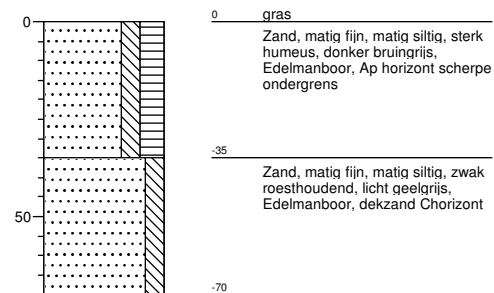 0
0 gras
Zand, matig fijn, matig siltig, sterk
humeus, donker bruingrijs,
Edelmanboor, Ap horizont scherpe
ondergrens
-35
Zand, matig fijn, matig siltig, zwak
roesthoudend, licht geelgrijs,
Edelmanboor, dekzand Chorizont
50
-70